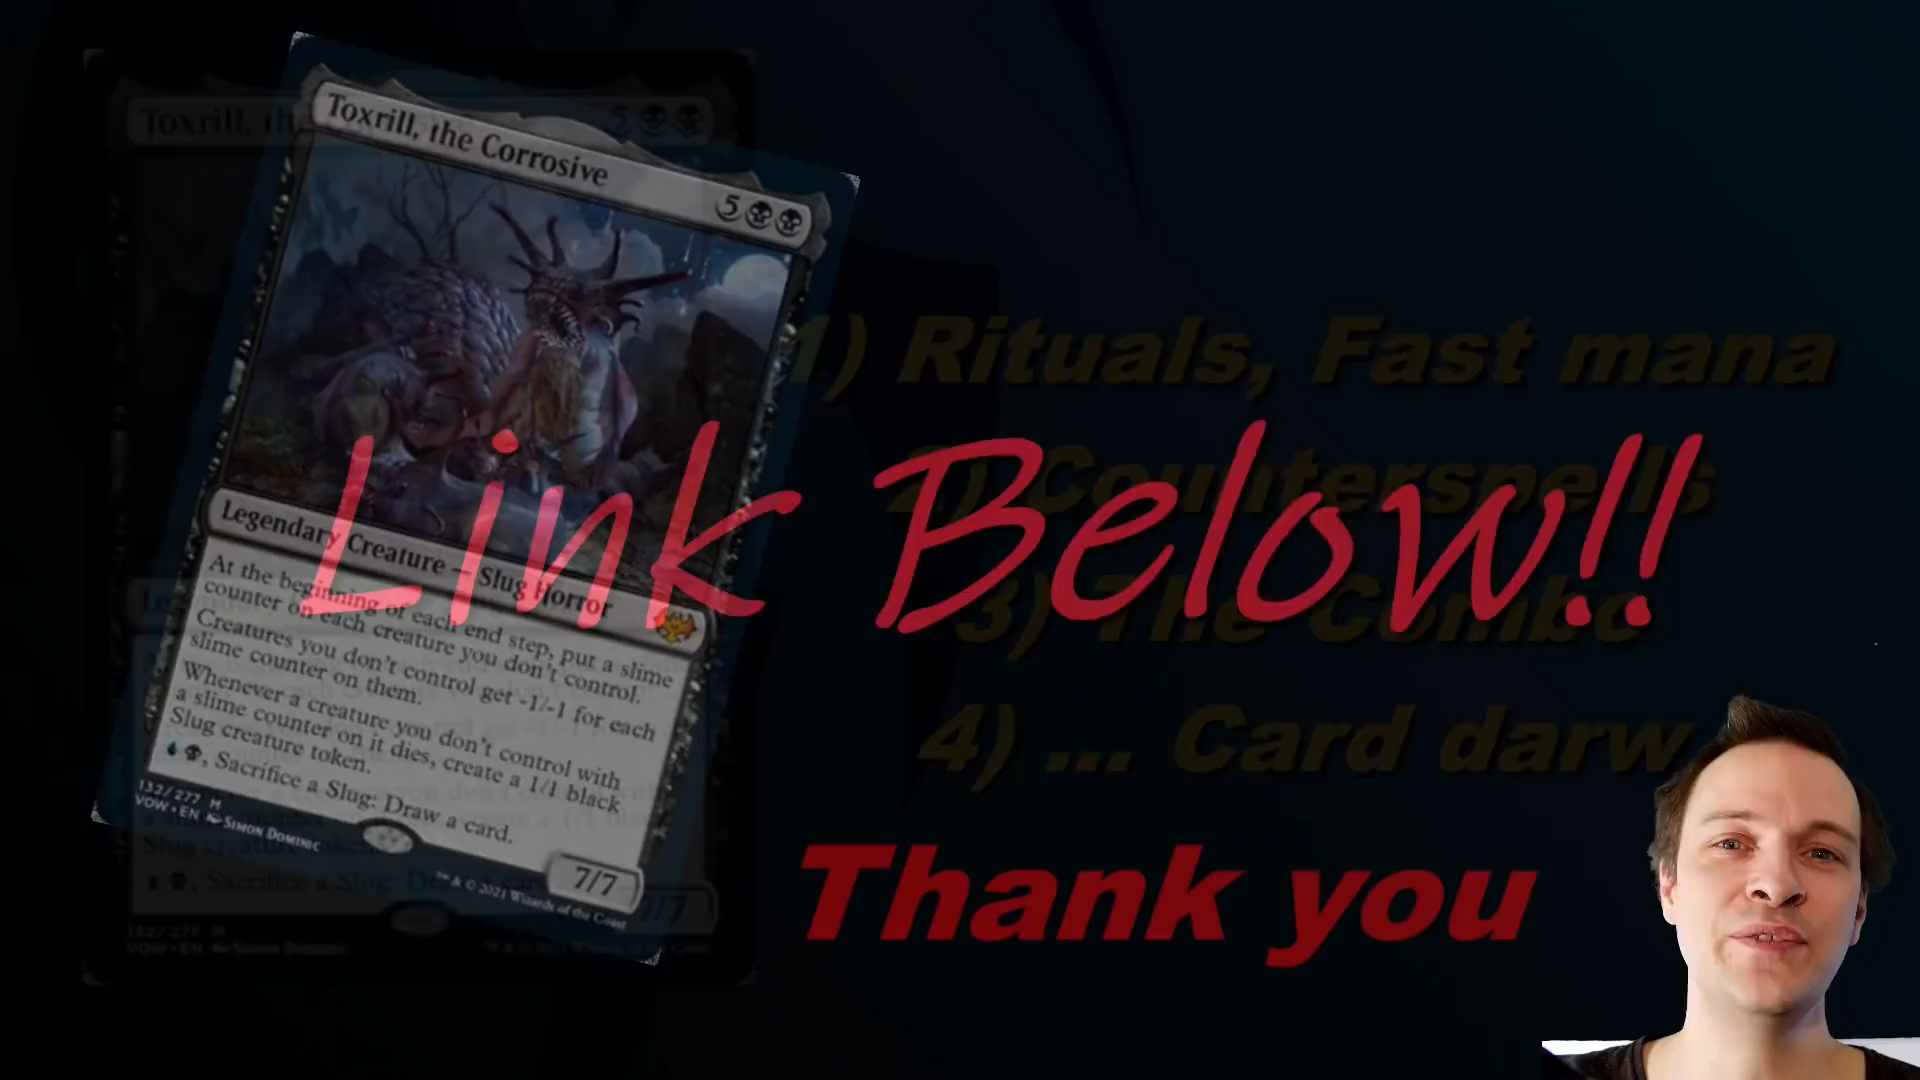 Toxrill, the
5
Toxrill, the Corrosive
5
1) Rituals, Fast mana
2) Counterspells
Link Below!!
3) The Combo
4) ... Card darw
Thank you
Legendary Creature — Slug Horror
At the beginning of each end step, put a slime
counter on each creature you don't control.
Creatures you don't control get -1/-1 for each
slime counter on them.
Whenever a creature you don't control with
a slime counter on it dies, create a 1/1 black
Slug creature token.
, Sacrifice a Slug: Draw a card.
132/277 M
VOW • EN SIMON DOMINIC
™ & © 2021 Wizards of the Coast
7/7